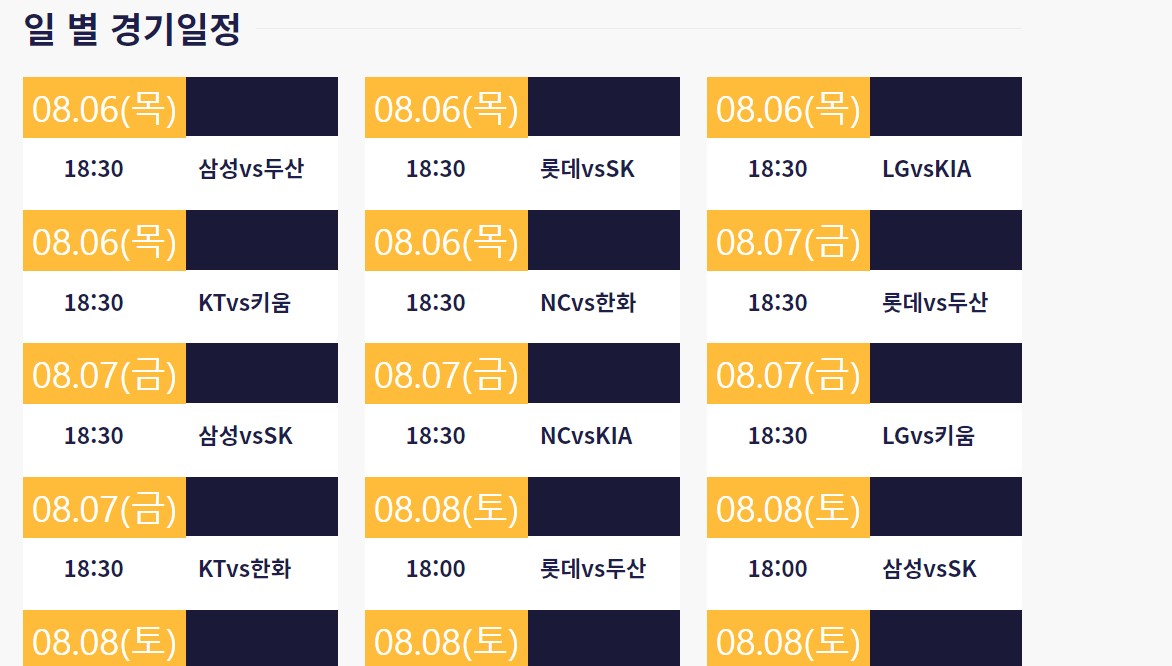 일 별 경기일정
08.06(목) 08.06(목) 08.06(목)
18:30 삼성vs두산 18:30 롯데vsSK 18:30 LGvsKIA
08.06(목) 08.06(목) 08.07(금)
18:30 KTvs키움 18:30 NCvs한화 18:30 롯데vs두산
08.07(금) 08.07(금) 08.07(금)
18:30 삼성vsSK 18:30 NCvsKIA 18:30 LGvs키움
08.07(금) 08.08(토) 08.08(토)
18:30 KTvs한화 18:00 롯데vs두산 18:00 삼성vsSK
08.08(토) 08.08(토) 08.08(토)